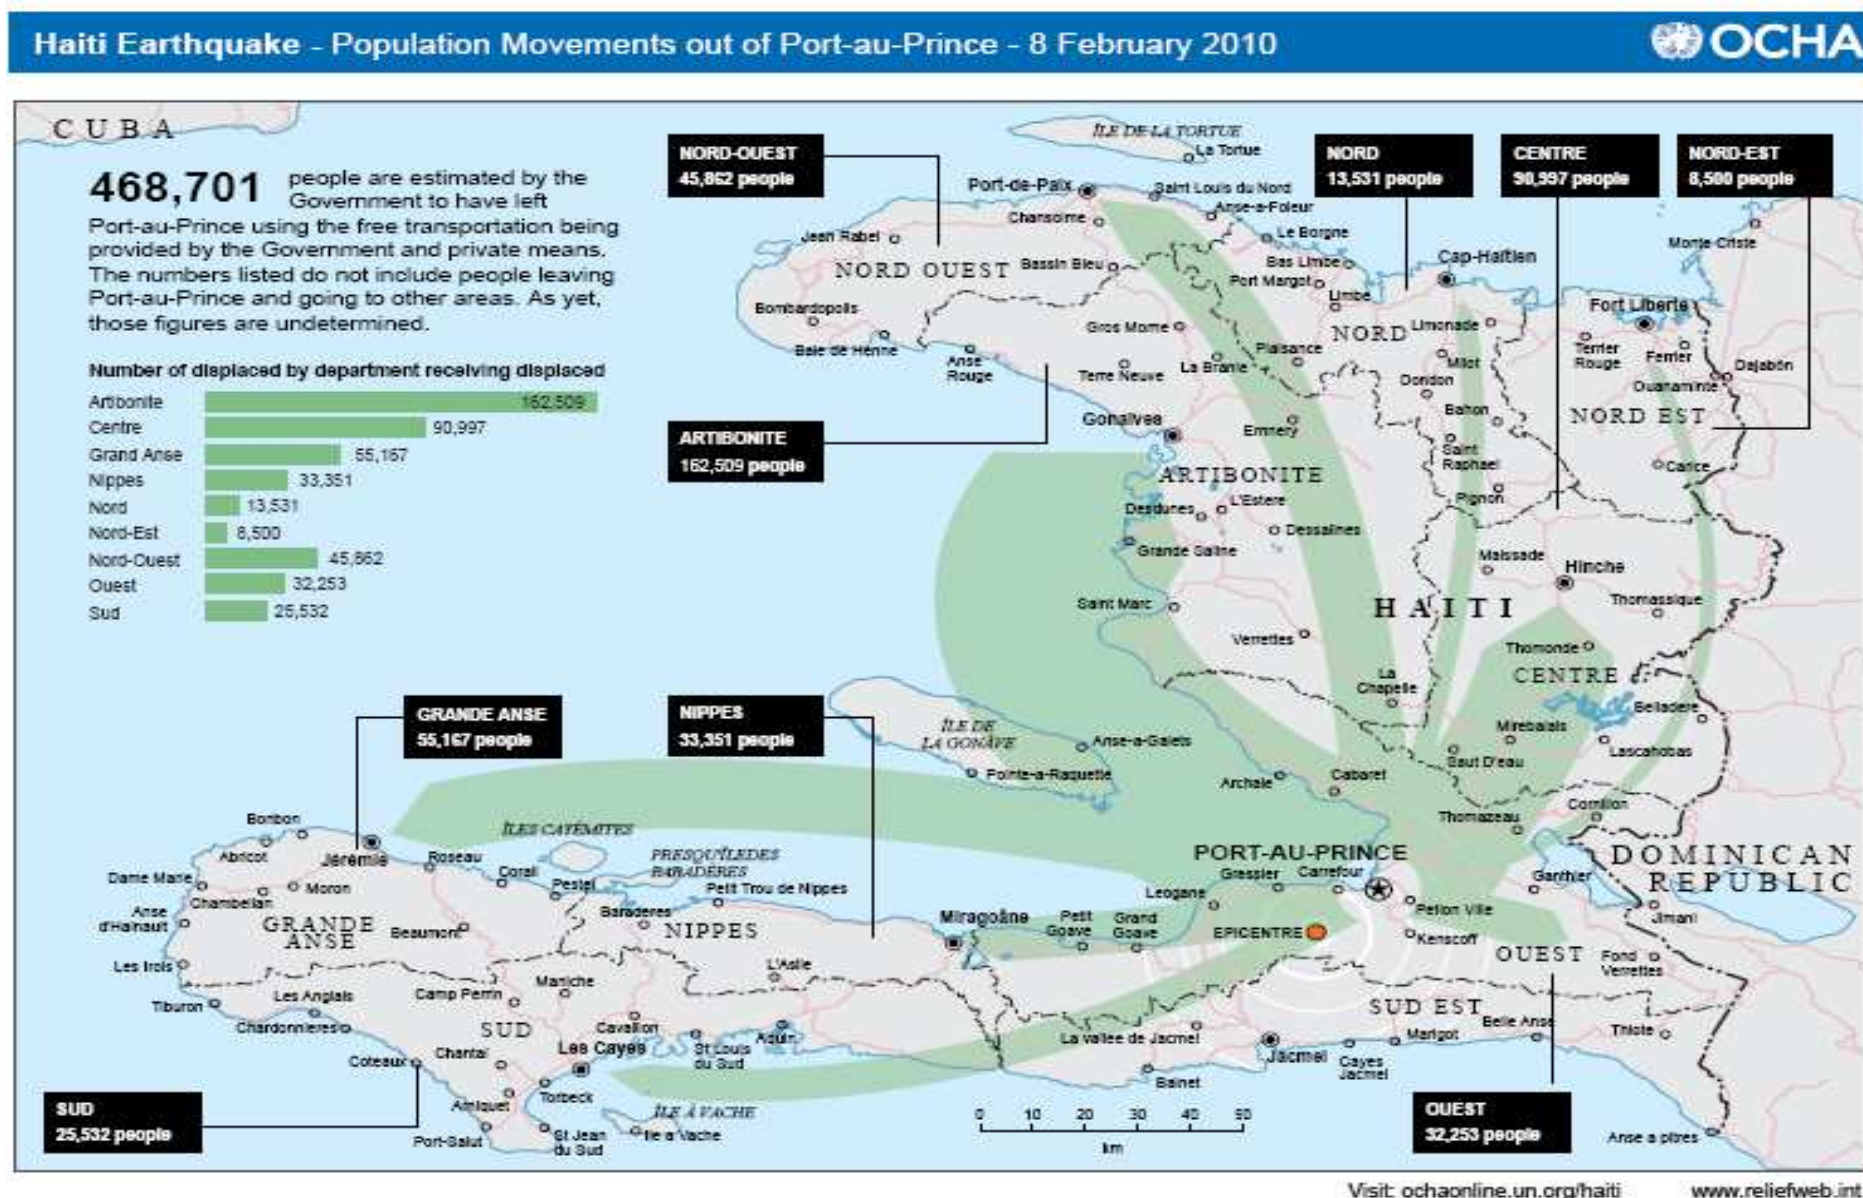 Haiti Earthquake - Population Movements out of Port-au-Prince - 8 February 2010
OCHA
CUBA
468,701 people are estimated by the
Government to have left
Port-au-Prince using the free transportation being
provided by the Government and private means.
The numbers listed do not include people leaving
Port-au-Prince and going to other areas. As yet,
those figures are undetermined.
Number of displaced by department receiving displaced
Artibonite 162,509
Centre 90,997
Grand Anse 55,167
Nippes 33,351
Nord 13,531
Nord-Est 8,500
Nord-Ouest 45,862
Ouest 32,253
Sud 25,532
NORD-OUEST
45,862 people
NORD
13,531 people
CENTRE
90,997 people
NORD-EST
8,500 people
ÎLE DE LA TORTUE
La Tortue
Port-de-Paix
Saint Louis du Nord
Chansolme
Anse-a-Foleur
Jean Rabel
Le Borgne
Monte Criste
NORD OUEST
Bassin Bleu
Bas Limbe
Cap-Haïtien
Port Margot
Limbe
Bombardopolis
Fort Liberte
Gros Morne
NORD
Limonade
Baie de Henne
Anse
Rouge
Terre Neuve
La Branle
Plaisance
Milot
Terrier
Rouge
Ferrier
Dajabón
Dondon
Ouanaminte
Bahon
NORD EST
Gonaïves
Ennery
ARTIBONITE
162,509 people
Saint
Raphael
Carice
ARTIBONITE
Pignon
Desdunes
L'Estere
Dessalines
Grande Saline
Maissade
Hinche
Saint Marc
HAITI
Thomassique
Verrettes
Thomonde
CENTRE
La
Chapelle
Belladere
Mirebalais
Lascahobas
Saut D'eau
GRANDE ANSE
55,167 people
NIPPES
33,351 people
ÎLE DE
LA GONÂVE
Anse-a-Galets
Pointe-a-Raquette
Archaie
Cabaret
Cornillon
Thomazeau
Bonbon
ÎLES CAYÉMITES
Abricot
Jérémie
Roseau
Corail
Pestel
PRESQU'ÎLE DES
BARADÈRES
Petit Trou de Nippes
PORT-AU-PRINCE
Gressier
Carrefour
Ganthier
DOMINICAN
REPUBLIC
Dame Marie
Chambellan
Moron
Leogane
Petion Ville
Jimani
Anse
d'Hainault
GRANDE
ANSE
Beaumont
Baraderes
NIPPES
Miragoâne
Petit
Goave
Grand
Goave
EPICENTRE
Kenscoff
OUEST
Fond
Verrettes
Les Irois
L'Asile
Maniche
Tiburon
Les Anglais
Camp Perrin
SUD EST
Chardonnieres
SUD
Cavaillon
Aquin
La vallee de Jacmel
Marigot
Belle Anse
Thiote
Coteaux
Chantal
Les Cayes
St Louis
du Sud
Jacmel
Cayes
Jacmel
Bainet
Arniquet
Torbeck
ÎLE À VACHE
Ile a Vache
Port-Salut
St Jean
du Sud
SUD
25,532 people
0 10 20 30 40 50
km
OUEST
32,253 people
Anse a pitres
Visit: ochaonline.un.org/haiti www.reliefweb.int